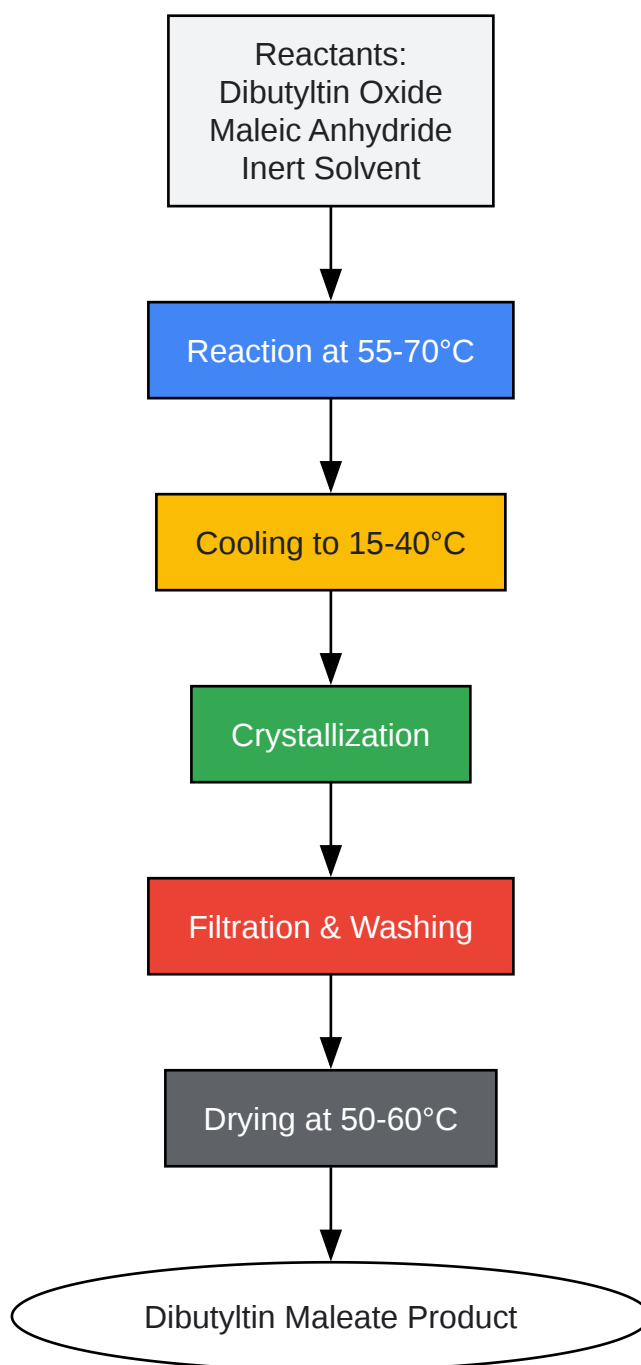 Reactants:
Dibutyltin Oxide
Maleic Anhydride
Inert Solvent
Reaction at 55-70°C
Cooling to 15-40°C
Crystallization
Filtration & Washing
Drying at 50-60°C
Dibutyltin Maleate Product